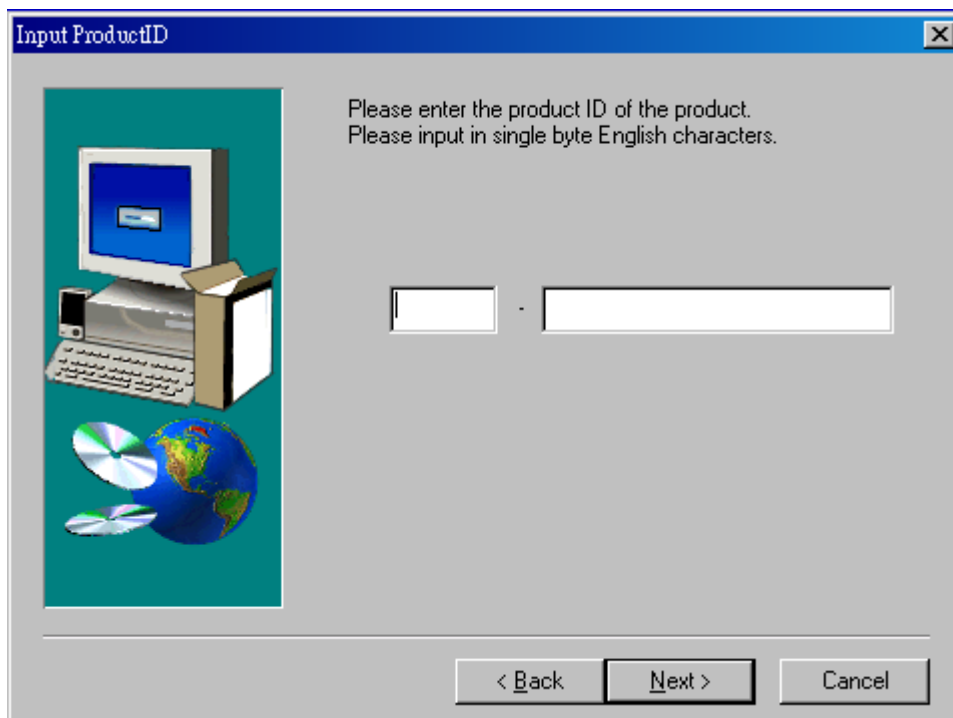 Input ProductID
Please enter the product ID of the product.
Please input in single byte English characters.
-
< Back
Next >
Cancel